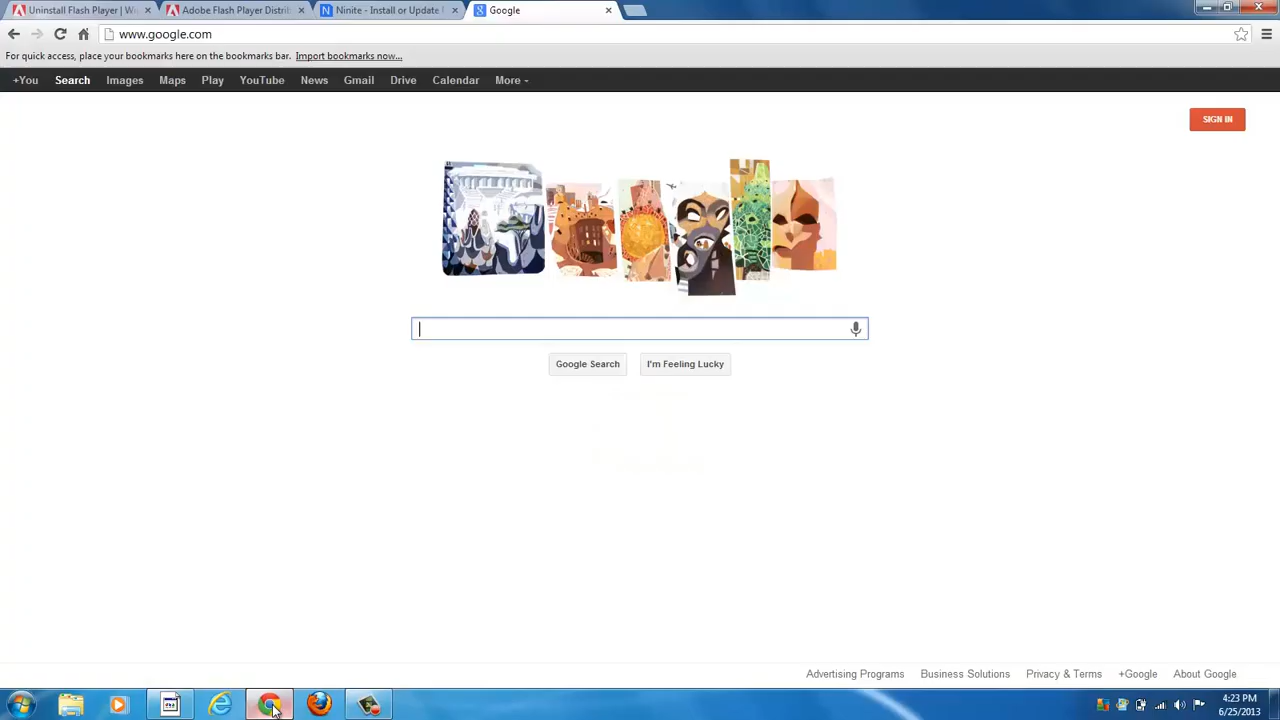 Uninstall Flash Player | W
Adobe Flash Player Distrib
Ninite - Install or Update
Google
www.google.com
For quick access, place your bookmarks here on the bookmarks bar. Import bookmarks now...
+You Search Images Maps Play YouTube News Gmail Drive Calendar More
SIGN IN
Google Search
I'm Feeling Lucky
Advertising Programs Business Solutions Privacy & Terms +Google About Google
4:23 PM
6/25/2013